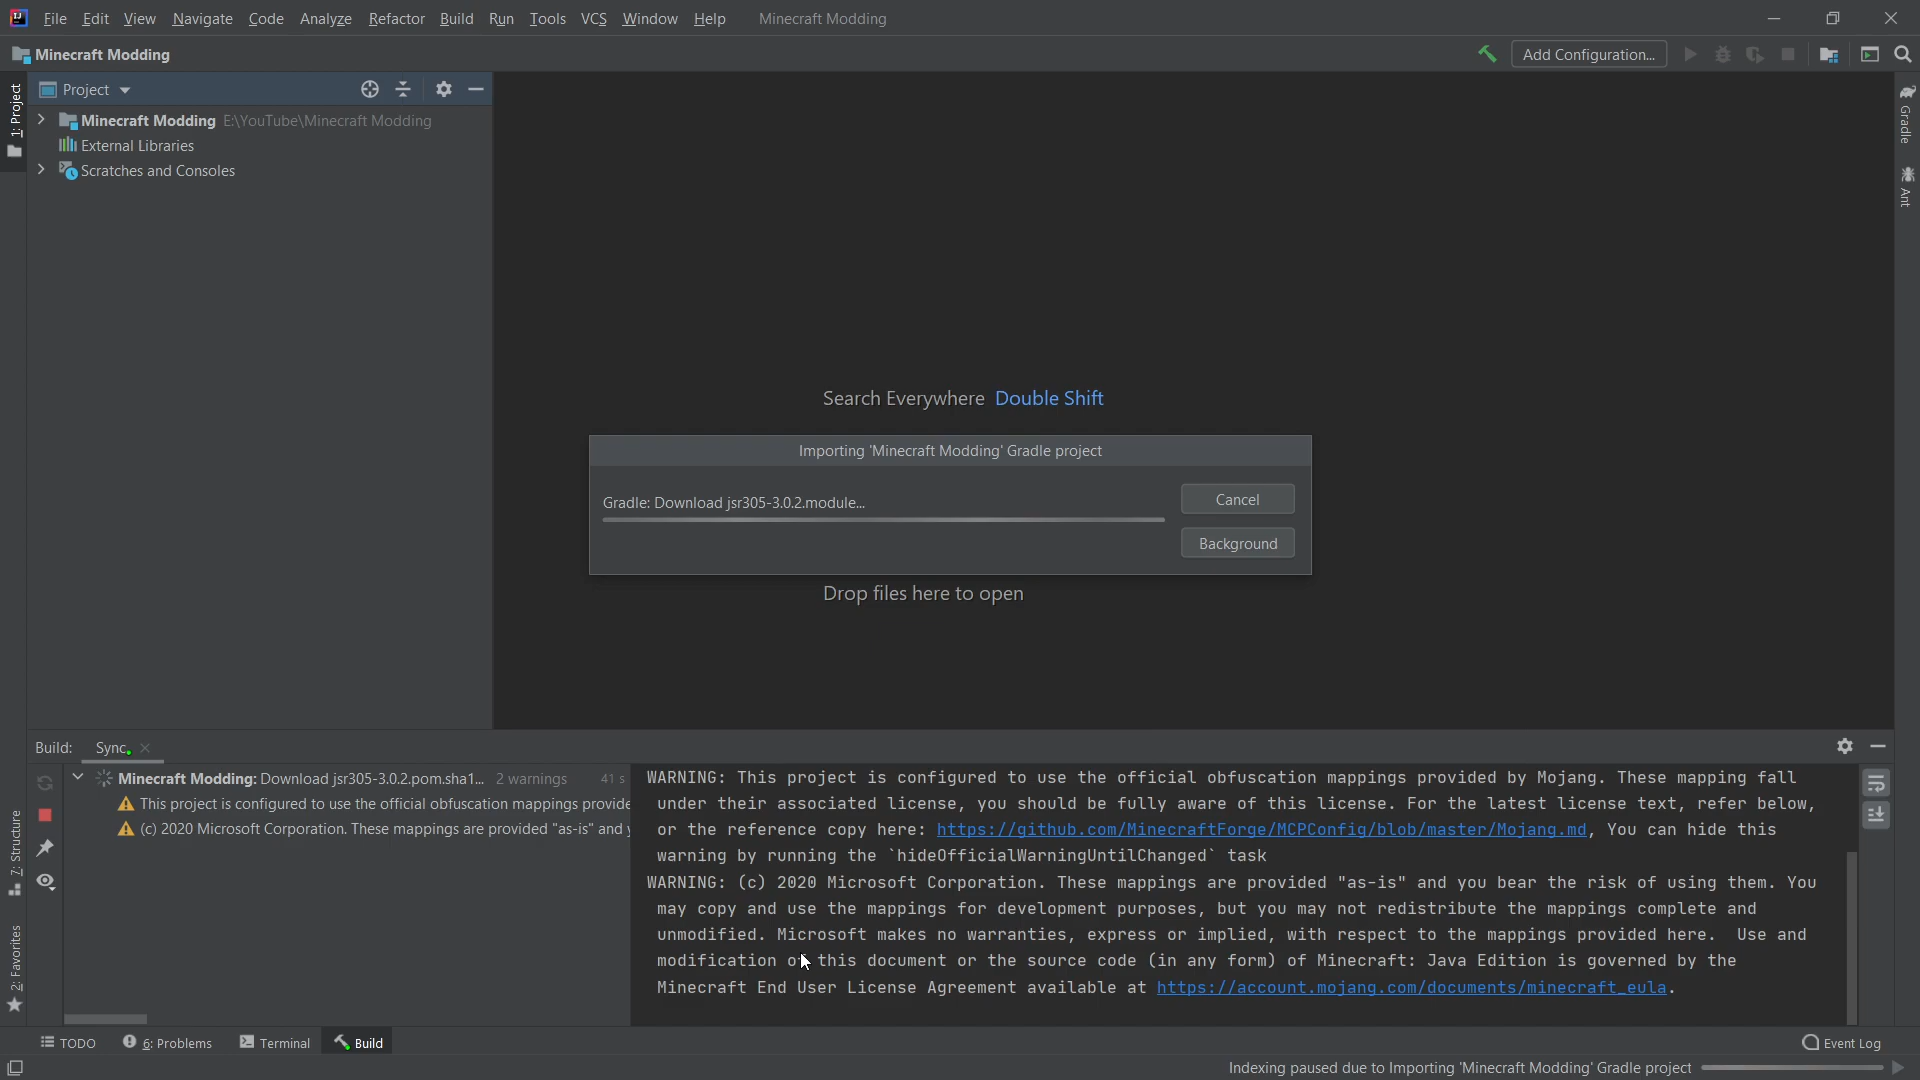 File Edit View Navigate Code Analyze Refactor Build Run Tools VCS Window Help Minecraft Modding
Minecraft Modding
Add Configuration...
1: Project
Project
Minecraft Modding E:\YouTube\Minecraft Modding
External Libraries
Scratches and Consoles
Gradle
Ant
Search Everywhere Double Shift
Importing 'Minecraft Modding' Gradle project
Gradle: Download jsr305-3.0.2.module...
Cancel
Background
Drop files here to open
Build: Sync
Minecraft Modding: Download jsr305-3.0.2.pom.sha1... 2 warnings 41 s
This project is configured to use the official obfuscation mappings provide
(c) 2020 Microsoft Corporation. These mappings are provided "as-is" and y
WARNING: This project is configured to use the official obfuscation mappings provided by Mojang. These mapping fall
under their associated license, you should be fully aware of this license. For the latest license text, refer below,
or the reference copy here: https://github.com/MinecraftForge/MCPConfig/blob/master/Mojang.md, You can hide this
warning by running the `hideOfficialWarningUntilChanged` task
WARNING: (c) 2020 Microsoft Corporation. These mappings are provided "as-is" and you bear the risk of using them. You
may copy and use the mappings for development purposes, but you may not redistribute the mappings complete and
unmodified. Microsoft makes no warranties, express or implied, with respect to the mappings provided here. Use and
modification of this document or the source code (in any form) of Minecraft: Java Edition is governed by the
Minecraft End User License Agreement available at https://account.mojang.com/documents/minecraft_eula.
7: Structure
2: Favorites
TODO 6: Problems Terminal Build Event Log
Indexing paused due to Importing 'Minecraft Modding' Gradle project